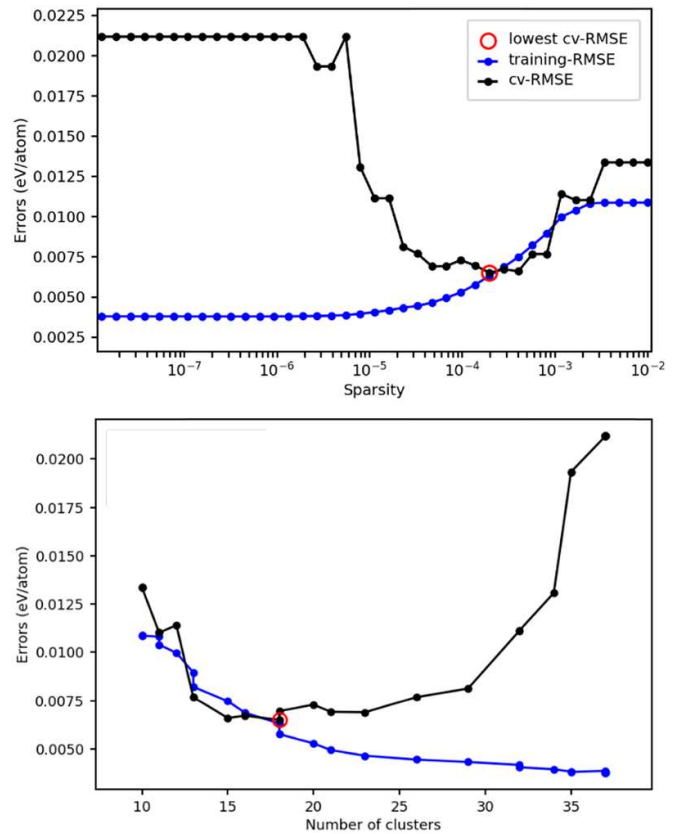 0.0225
0.0200
0.0175
0.0150
0.0125
0.0100
0.0075
0.0050
0.0025
Errors (eV/atom)
lowest cv-RMSE
training-RMSE
cv-RMSE
10⁻⁷ 10⁻⁶ 10⁻⁵ 10⁻⁴ 10⁻³ 10⁻²
Sparsity
0.0200
0.0175
0.0150
0.0125
0.0100
0.0075
0.0050
Errors (eV/atom)
10 15 20 25 30 35
Number of clusters